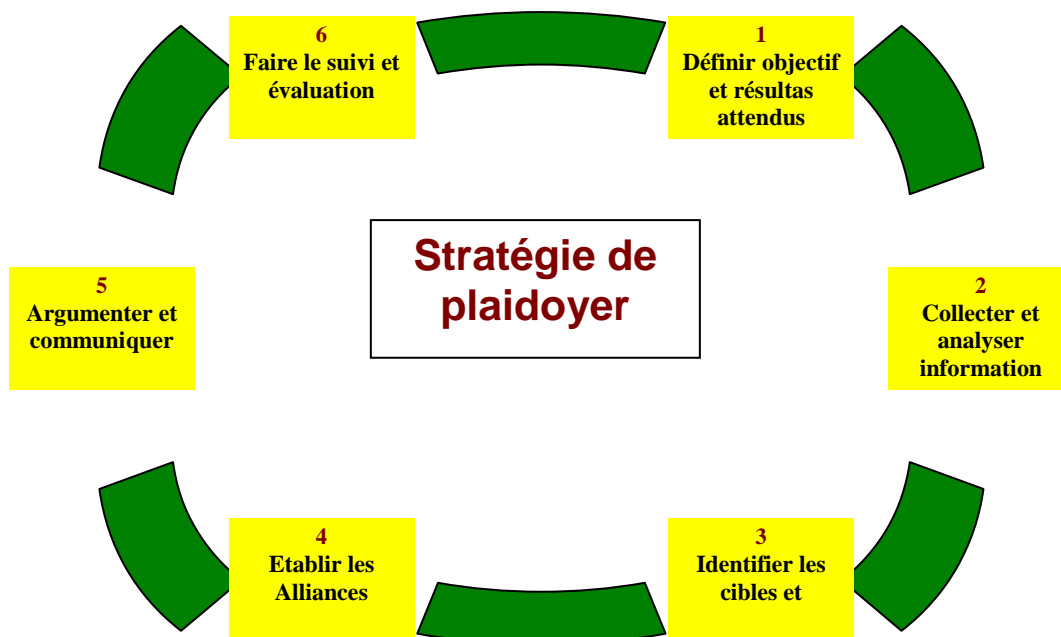 6
Faire le suivi et
évaluation
1
Définir objectif
et résultas
attendus
Stratégie de
plaidoyer
5
Argumenter et
communiquer
2
Collecter et
analyser
information
4
Etablir les
Alliances
3
Identifier les
cibles et